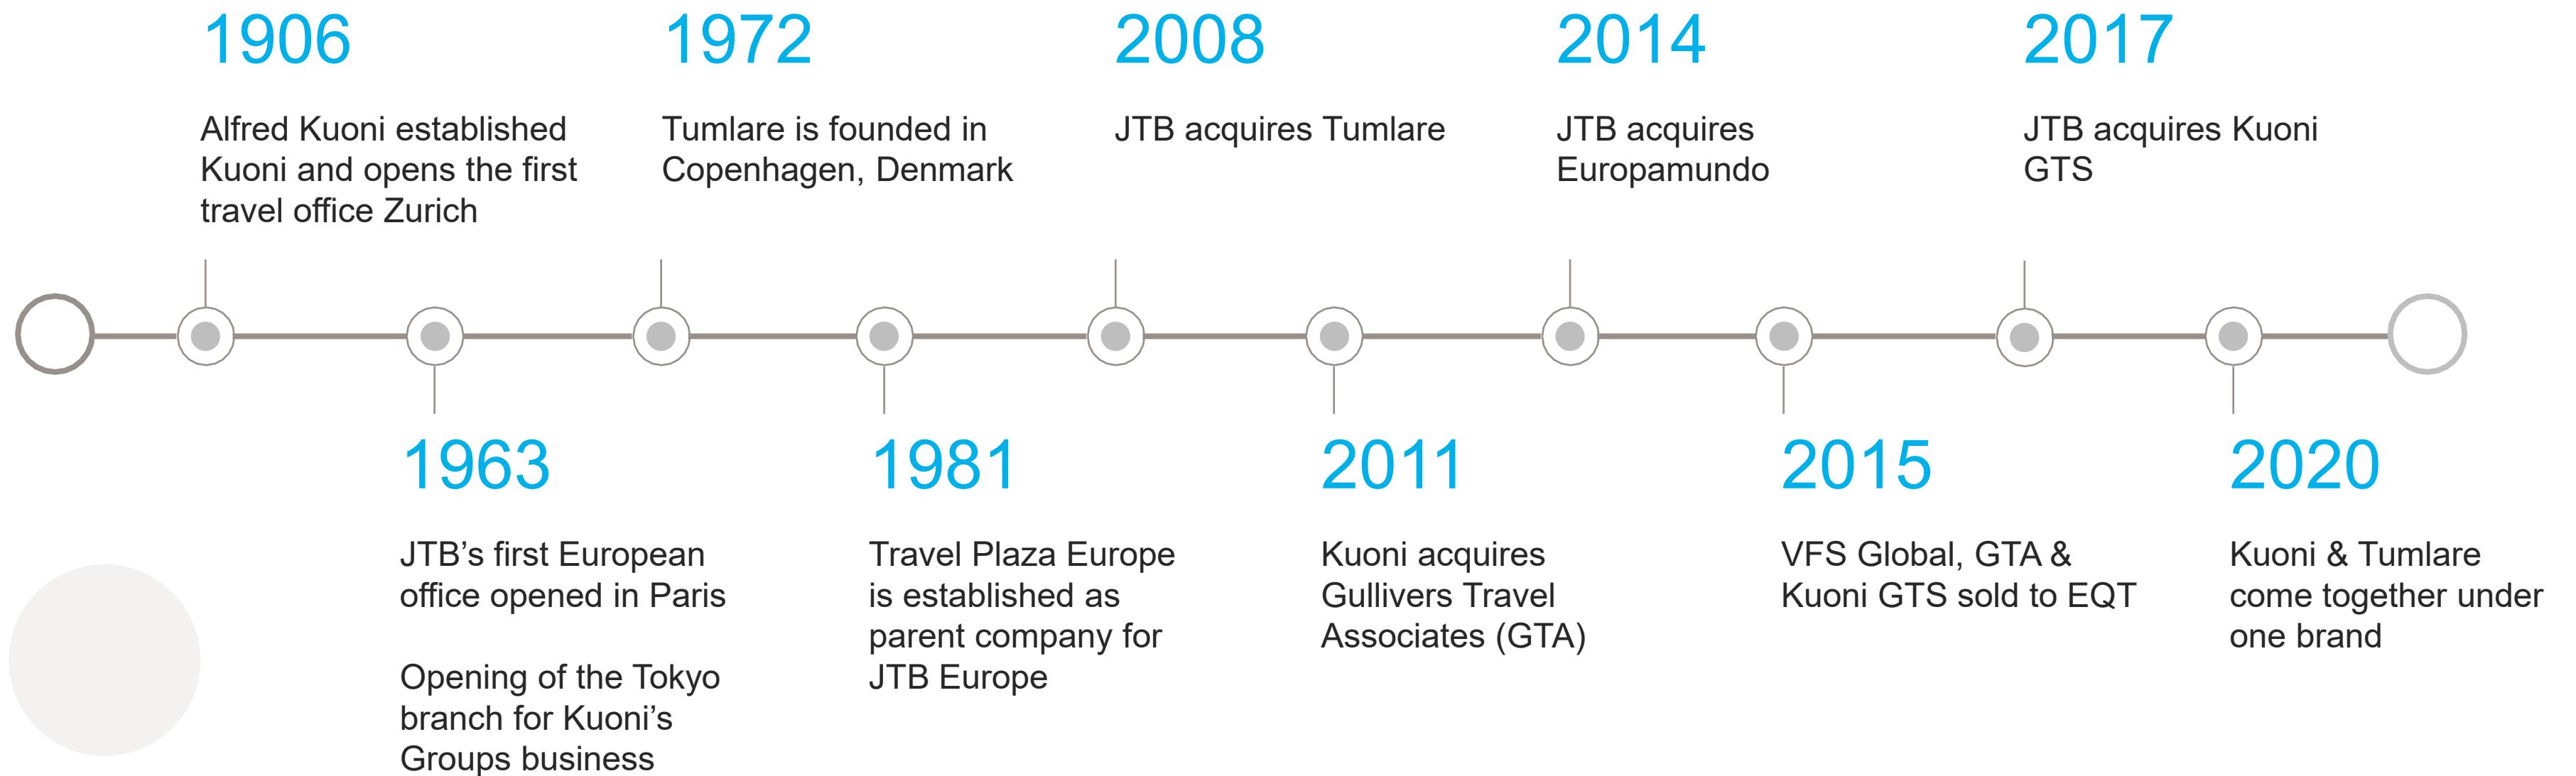 1906
Alfred Kuoni established
Kuoni and opens the first
travel office Zurich
1963
JTB’s first European
office opened in Paris
Opening of the Tokyo
branch for Kuoni’s
Groups business
1972
Tumlare is founded in
Copenhagen, Denmark
1981
Travel Plaza Europe
is established as
parent company for
JTB Europe
2008
JTB acquires Tumlare
2011
Kuoni acquires
Gullivers Travel
Associates (GTA)
2014
JTB acquires
Europamundo
2015
VFS Global, GTA &
Kuoni GTS sold to EQT
2017
JTB acquires Kuoni
GTS
2020
Kuoni & Tumlare
come together under
one brand